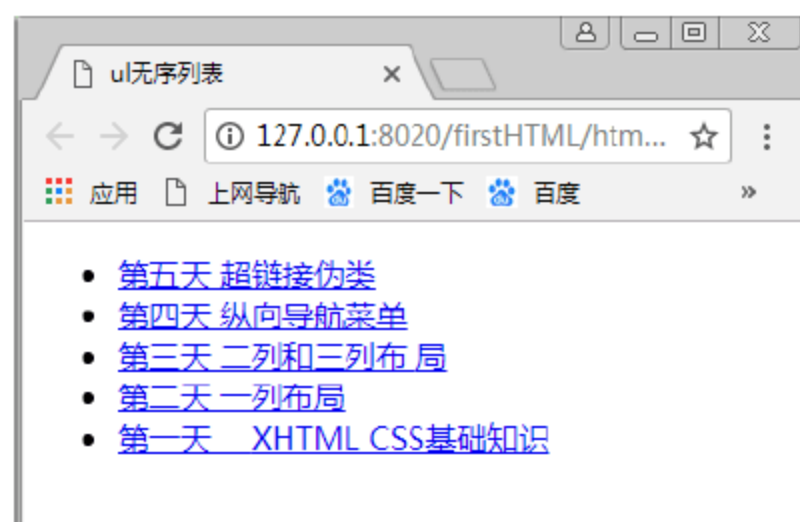 ul无序列表
127.0.0.1:8020/firstHTML/htm...
应用 上网导航 百度一下 百度 »
第五天 超链接伪类
第四天 纵向导航菜单
第三天 二列和三列布 局
第二天 一列布局
第一天 XHTML CSS基础知识